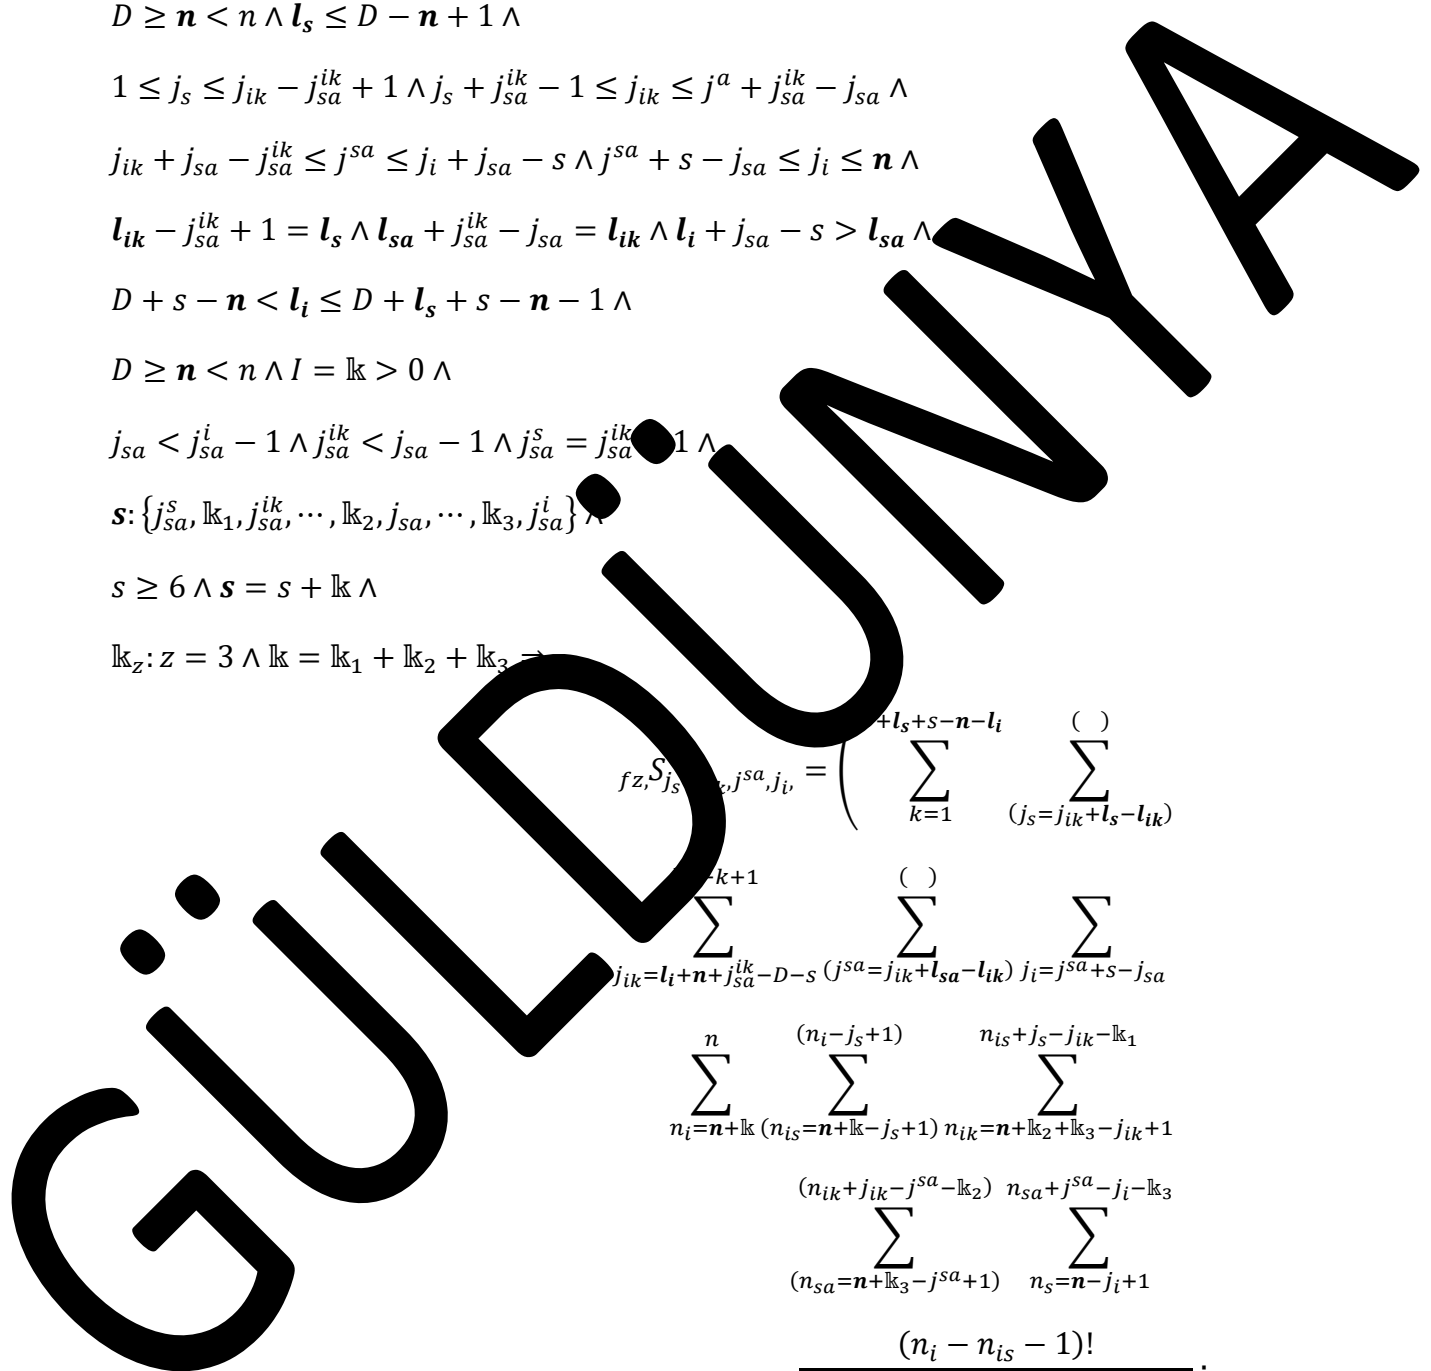 D ≥ n < n ∧ l_s ≤ D − n + 1 ∧
1 ≤ j_s ≤ j_{ik} − j_{sa}^{ik} + 1 ∧ j_s + j_{sa}^{ik} − 1 ≤ j_{ik} ≤ j^a + j_{sa}^{ik} − j_{sa} ∧
j_{ik} + j_{sa} − j_{sa}^{ik} ≤ j^{sa} ≤ j_i + j_{sa} − s ∧ j^{sa} + s − j_{sa} ≤ j_i ≤ n ∧
l_{ik} − j_{sa}^{ik} + 1 = l_s ∧ l_{sa} + j_{sa}^{ik} − j_{sa} = l_{ik} ∧ l_i + j_{sa} − s > l_{sa} ∧
D + s − n < l_i ≤ D + l_s + s − n − 1 ∧
D ≥ n < n ∧ I = 𝕜 > 0 ∧
j_{sa} < j_{sa}^i − 1 ∧ j_{sa}^{ik} < j_{sa} − 1 ∧ j_{sa}^s = j_{sa}^{ik} 1 ∧
s: {j_{sa}^s, 𝕜_1, j_{sa}^{ik}, ⋯, 𝕜_2, j_{sa}, ⋯, 𝕜_3, j_{sa}^i} ∧
s ≥ 6 ∧ s = s + 𝕜 ∧
𝕜_z: z = 3 ∧ 𝕜 = 𝕜_1 + 𝕜_2 + 𝕜_3 ⇒
+l_s+s−n−l_i ( )
_{fz,}S_{j_s ,j^{sa},j_i,} = ( ∑ ∑
k=1 (j_s=j_{ik}+l_s−l_{ik})
−k+1 ( )
∑ ∑ ∑
j_{ik}=l_i+n+j_{sa}^{ik}−D−s (j^{sa}=j_{ik}+l_{sa}−l_{ik}) j_i=j^{sa}+s−j_{sa}
n (n_i−j_s+1) n_{is}+j_s−j_{ik}−𝕜_1
∑ ∑ ∑
n_i=n+𝕜 (n_{is}=n+𝕜−j_s+1) n_{ik}=n+𝕜_2+𝕜_3−j_{ik}+1
(n_{ik}+j_{ik}−j^{sa}−𝕜_2) n_{sa}+j^{sa}−j_i−𝕜_3
∑ ∑
(n_{sa}=n+𝕜_3−j^{sa}+1) n_s=n−j_i+1
(n_i − n_{is} − 1)! .
GÜLDÜNYA